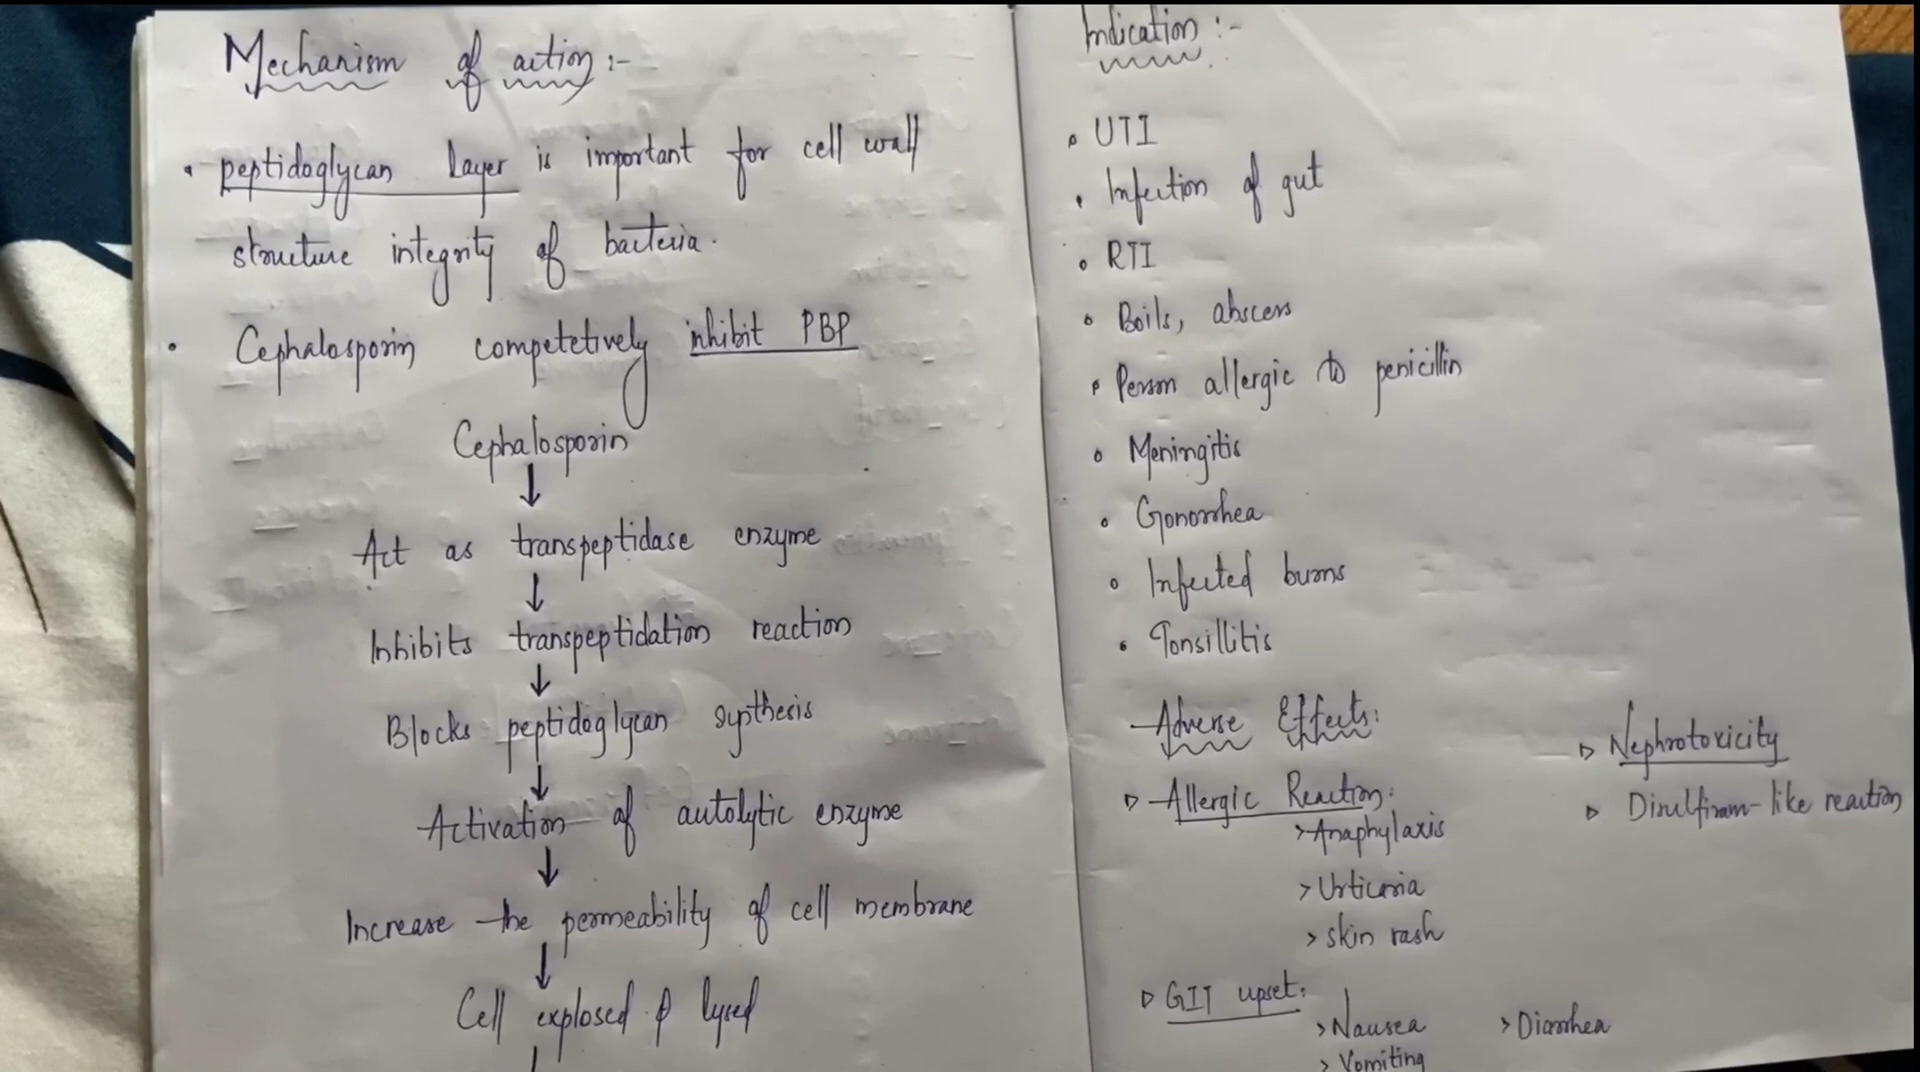 Mechanism of action :-
• peptidoglycan layer is important for cell wall
structure integrity of bacteria.
• Cephalosporin competetively inhibit PBP
Cephalosporin
↓
Act as transpeptidase enzyme
↓
Inhibits transpeptidation reaction
↓
Blocks peptidoglycan synthesis
↓
Activation of autolytic enzyme
↓
Increase the permeability of cell membrane
↓
Cell explosed & lysed
Indication :-
• UTI
• Infection of gut
• RTI
• Boils, abscess
• Person allergic to penicillin
• Meningitis
• Gonorrhea
• Infected burns
• Tonsillitis
Adverse Effects:
▷ Allergic Reaction:
> Anaphylaxis
> Urticaria
> skin rash
▷ GIT upset:
> Nausea > Diarrhea
> Vomiting
▷ Nephrotoxicity
▷ Disulfiram-like reaction